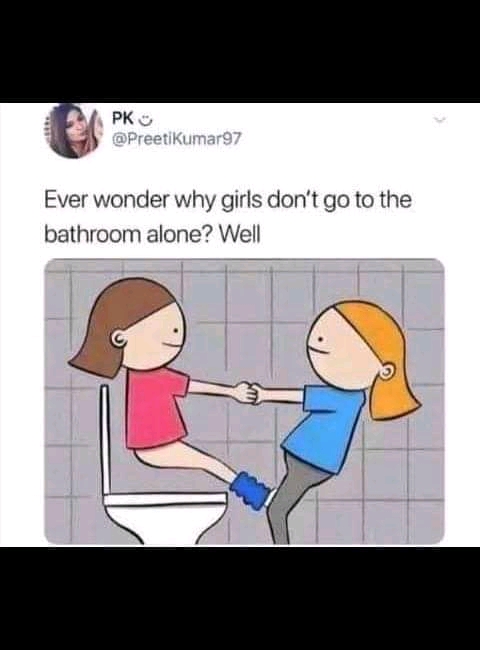 PK
@PreetiKumar97
Ever wonder why girls don't go to the
bathroom alone? Well